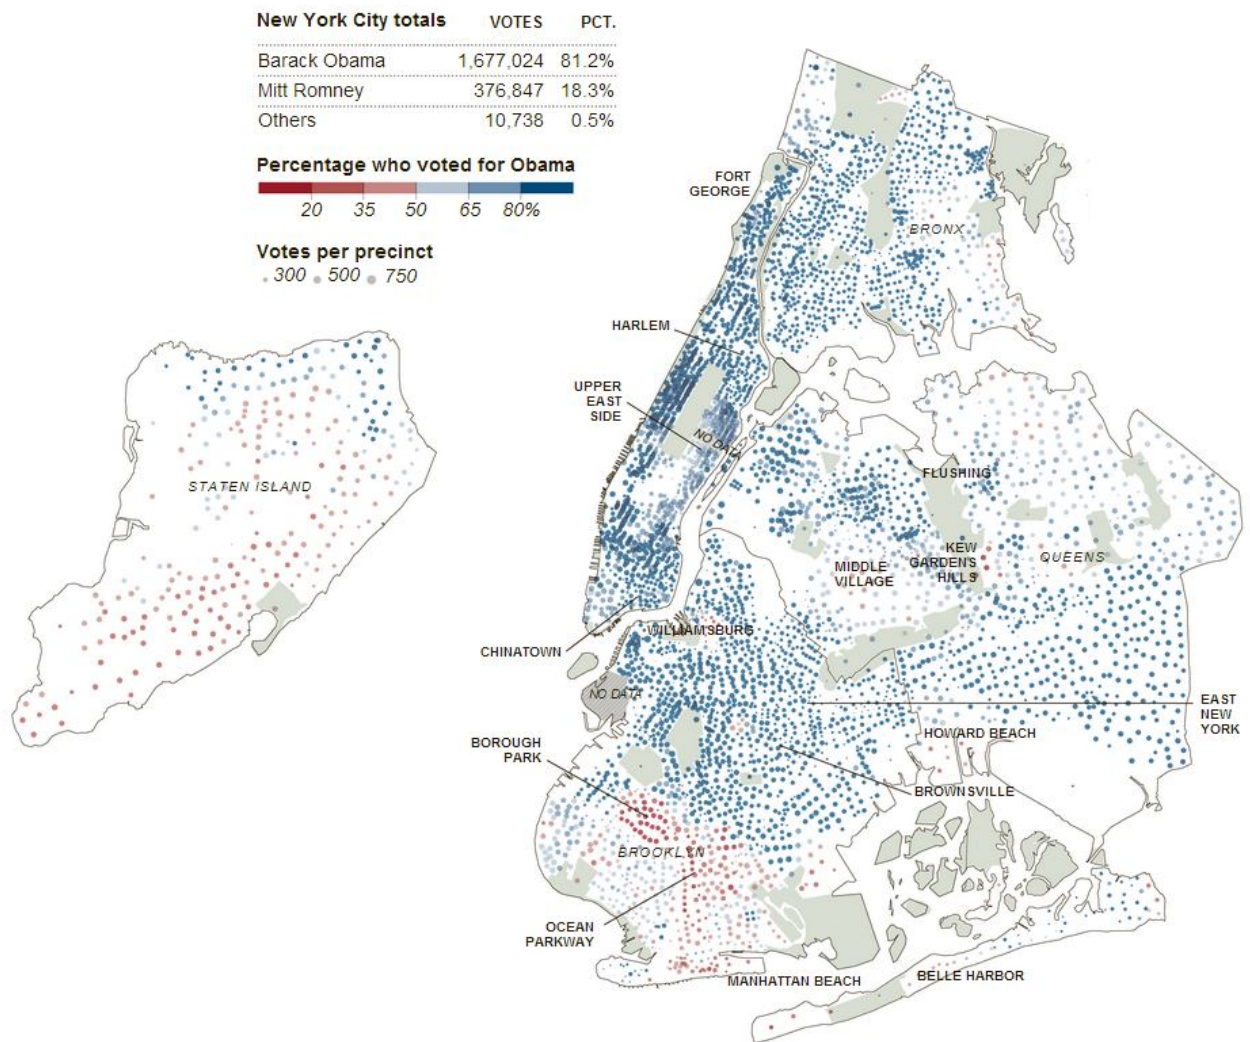 New York City totals VOTES PCT.
Barack Obama 1,677,024 81.2%
Mitt Romney 376,847 18.3%
Others 10,738 0.5%
Percentage who voted for Obama
20 35 50 65 80%
Votes per precinct
300 500 750
FORT
GEORGE
BRONX
HARLEM
UPPER
EAST
SIDE
NO DATA
FLUSHING
STATEN ISLAND
KEW
GARDENS
HILLS
QUEENS
MIDDLE
VILLAGE
WILLIAMSBURG
CHINATOWN
NO DATA
EAST
NEW
YORK
HOWARD BEACH
BOROUGH
PARK
BROWNSVILLE
BROOKLYN
OCEAN
PARKWAY
MANHATTAN BEACH
BELLE HARBOR